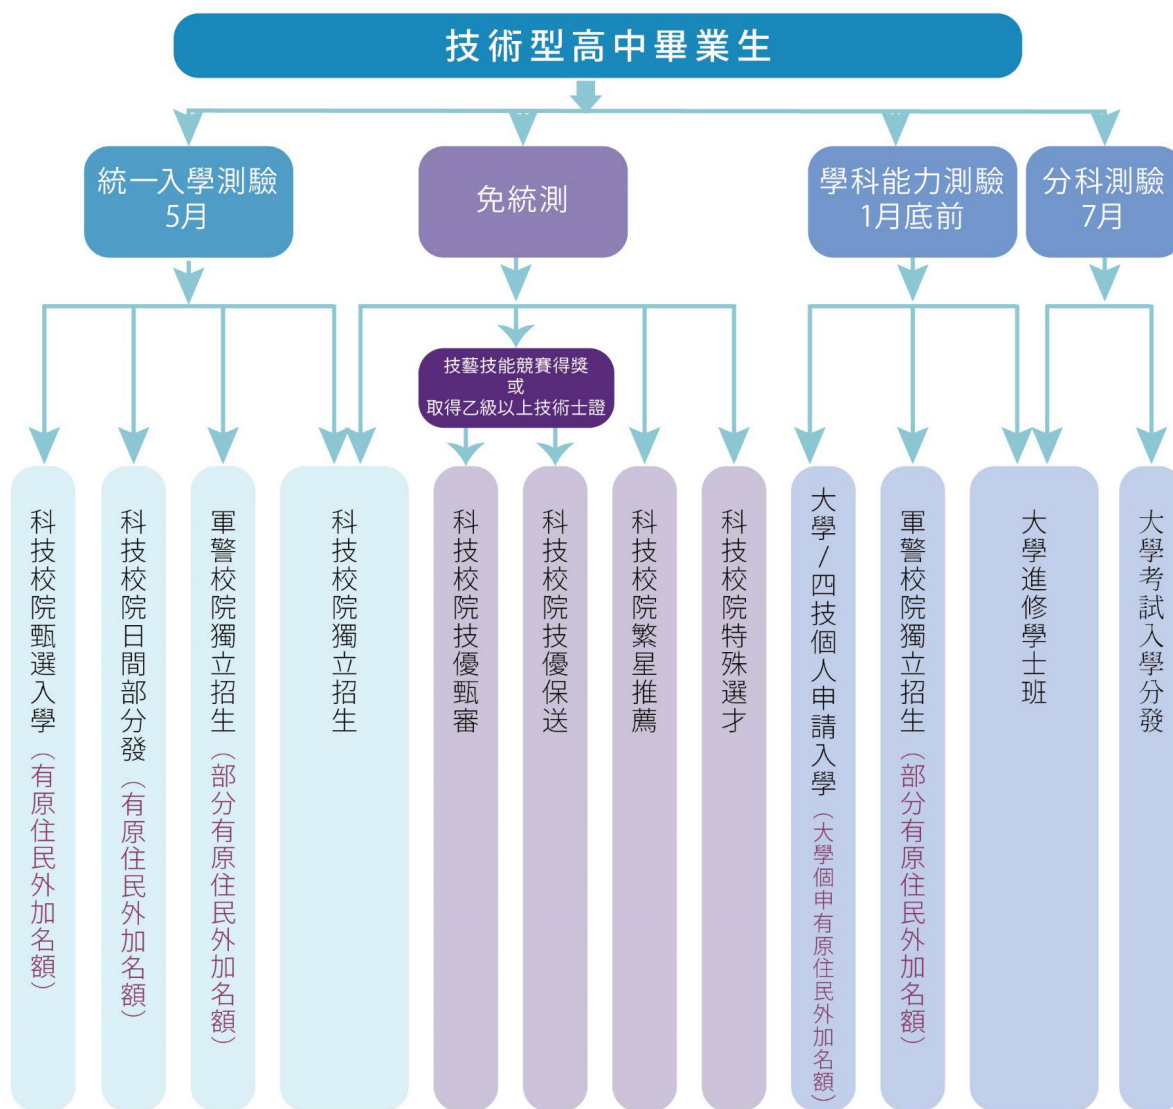 技術型高中畢業生
統一入學測驗
5月
免統測
學科能力測驗
1月底前
分科測驗
7月
技藝技能競賽得獎
或
取得乙級以上技術士證
科技校院甄選入學（有原住民外加名額）
科技校院日間部分發（有原住民外加名額）
軍警校院獨立招生（部分有原住民外加名額）
科技校院獨立招生
科技校院技優甄審
科技校院技優保送
科技校院繁星推薦
科技校院特殊選才
大學/四技個人申請入學（大學個申有原住民外加名額）
軍警校院獨立招生（部分有原住民外加名額）
大學進修學士班
大學考試入學分發